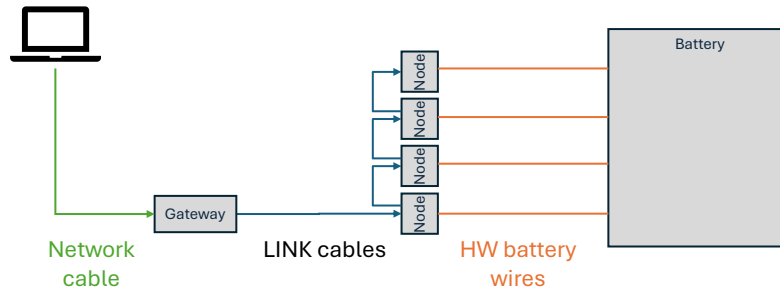 Battery
Node
Node
Node
Node
Gateway
Network
cable
LINK cables
HW battery
wires